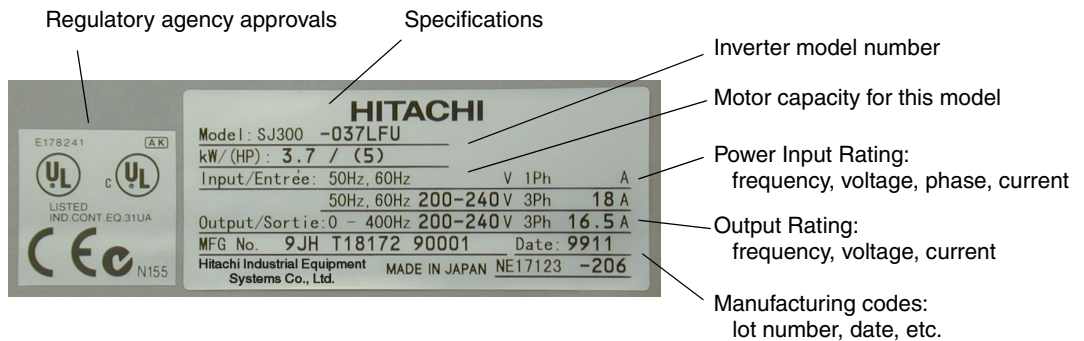 Regulatory agency approvals
Specifications
Inverter model number
Motor capacity for this model
Power Input Rating:
frequency, voltage, phase, current
Output Rating:
frequency, voltage, current
Manufacturing codes:
lot number, date, etc.
E178241 AK
UL c UL
LISTED
IND.CONT.EQ.31UA
CE N155
HITACHI
Model: SJ300 -037LFU
kW/(HP): 3.7 / (5)
Input/Entrée: 50Hz, 60Hz V 1Ph A
50Hz, 60Hz 200-240 V 3Ph 18 A
Output/Sortie: 0 - 400Hz 200-240 V 3Ph 16.5 A
MFG No. 9JH T18172 90001 Date: 9911
Hitachi Industrial Equipment
Systems Co., Ltd.
MADE IN JAPAN NE17123 -206